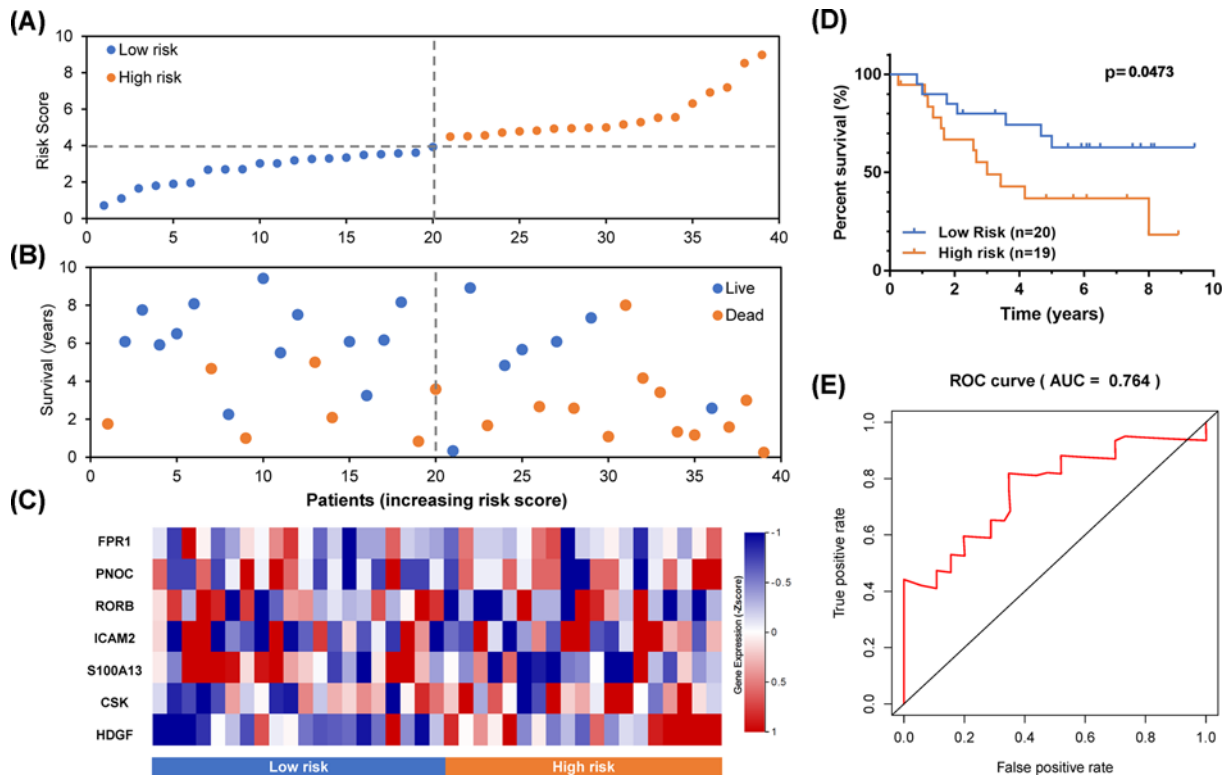 (A)
10
8
6
4
2
0
Risk Score
Low risk
High risk
0 5 10 15 20 25 30 35 40
(B)
10
8
6
4
2
0
Survival (years)
Live
Dead
0 5 10 15 20 25 30 35 40
Patients (increasing risk score)
(C)
FPR1
PNOC
RORB
ICAM2
S100A13
CSK
HDGF
Low risk High risk
-1
-0.5
0
0.5
1
Gene Expression (-Zscore)
(D)
p= 0.0473
100
50
0
Percent survival (%)
Low Risk (n=20)
High risk (n=19)
0 2 4 6 8 10
Time (years)
(E)
ROC curve ( AUC = 0.764 )
1.0
0.8
0.6
0.4
0.2
0.0
True positive rate
0.0 0.2 0.4 0.6 0.8 1.0
False positive rate